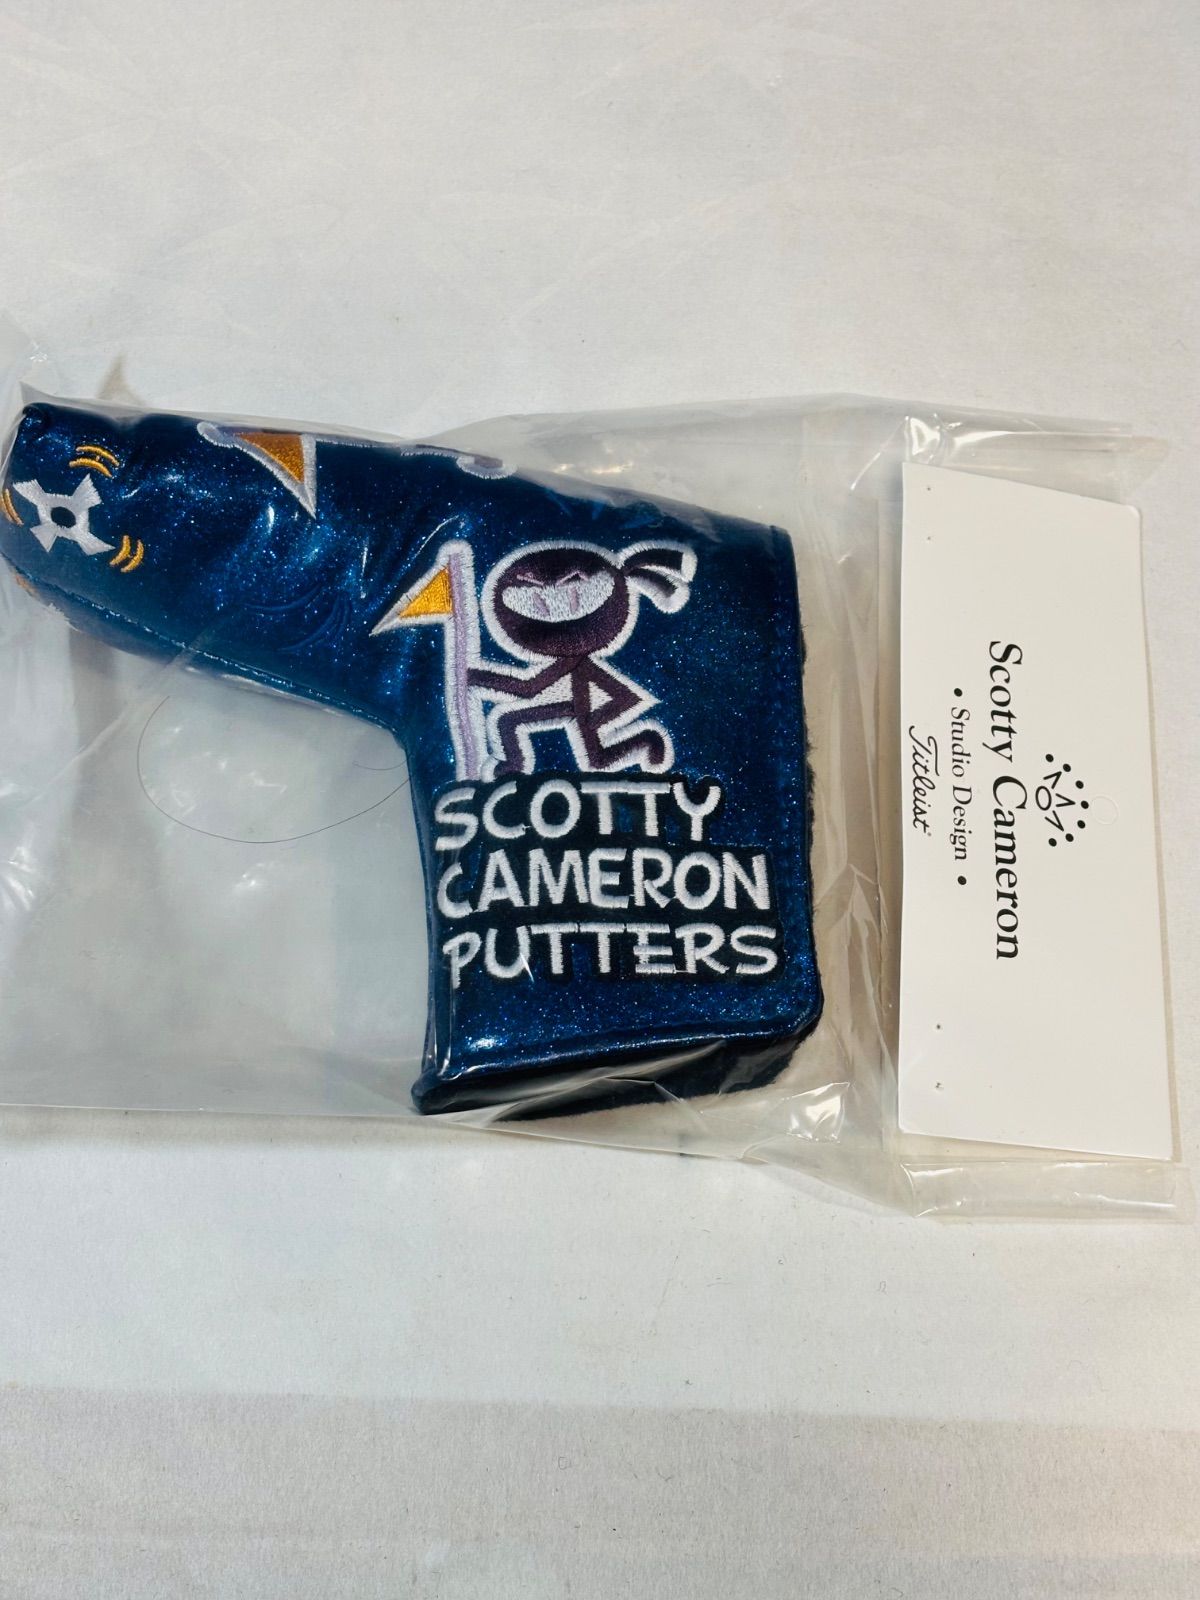 SCOTTY
CAMERON
PUTTERS
Scotty Cameron
• Studio Design •
Titleist